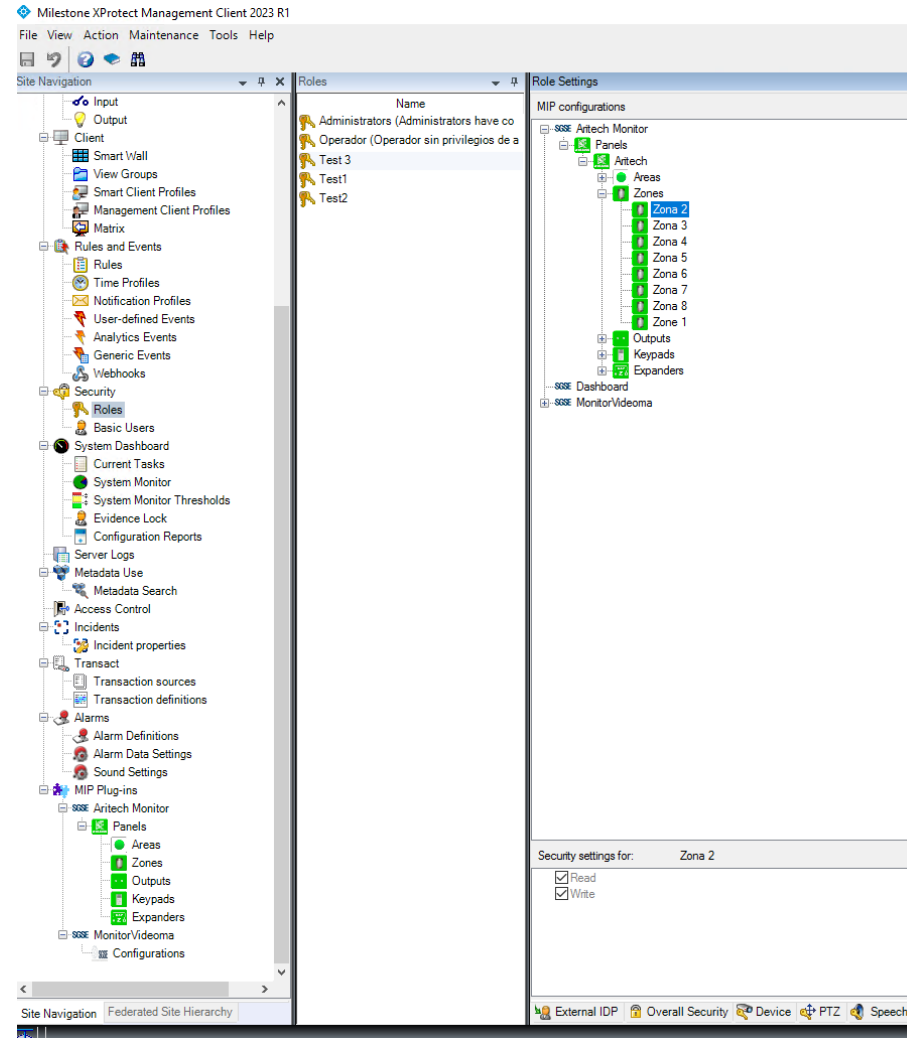 Milestone XProtect Management Client 2023 R1
File View Action Maintenance Tools Help
Site Navigation
Input
Output
Client
Smart Wall
View Groups
Smart Client Profiles
Management Client Profiles
Matrix
Rules and Events
Rules
Time Profiles
Notification Profiles
User-defined Events
Analytics Events
Generic Events
Webhooks
Security
Roles
Basic Users
System Dashboard
Current Tasks
System Monitor
System Monitor Thresholds
Evidence Lock
Configuration Reports
Server Logs
Metadata Use
Metadata Search
Access Control
Incidents
Incident properties
Transact
Transaction sources
Transaction definitions
Alarms
Alarm Definitions
Alarm Data Settings
Sound Settings
MIP Plug-ins
SGSE Aritech Monitor
Panels
Areas
Zones
Outputs
Keypads
Expanders
SGSE MonitorVideoma
Configurations
Site Navigation Federated Site Hierarchy
Roles
Name
Administrators (Administrators have co
Operador (Operador sin privilegios de a
Test 3
Test1
Test2
Role Settings
MIP configurations
SGSE Aritech Monitor
Panels
Aritech
Areas
Zones
Zona 2
Zona 3
Zona 4
Zona 5
Zona 6
Zona 7
Zona 8
Zone 1
Outputs
Keypads
Expanders
SGSE Dashboard
SGSE MonitorVideoma
Security settings for: Zona 2
Read
Write
External IDP Overall Security Device PTZ Speech